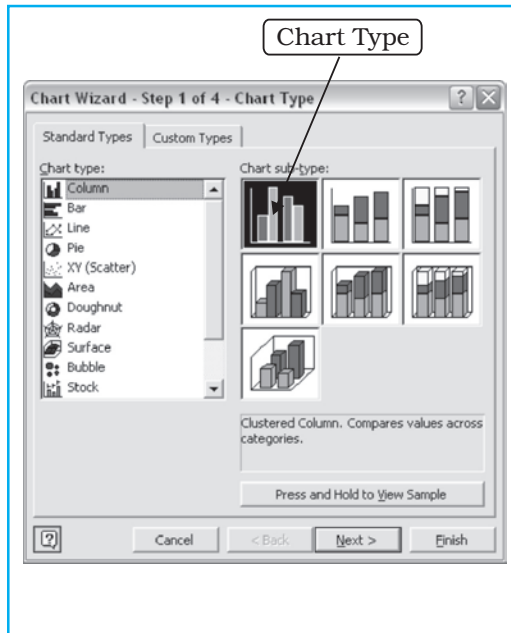 Chart Type
Chart Wizard - Step 1 of 4 - Chart Type
Standard Types
Custom Types
Chart type:
Column
Bar
Line
Pie
XY (Scatter)
Area
Doughnut
Radar
Surface
Bubble
Stock
Chart sub-type:
Clustered Column. Compares values across
categories.
Press and Hold to View Sample
Cancel
< Back
Next >
Finish